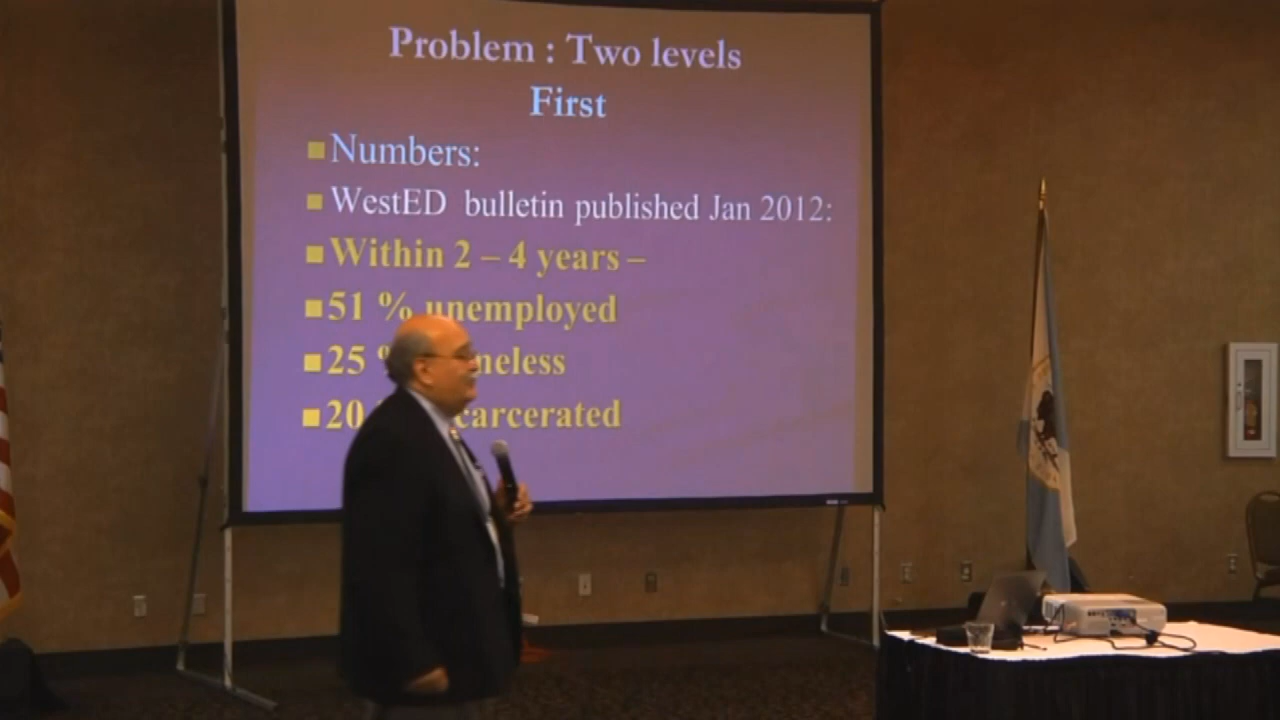 Problem : Two levels
First
Numbers:
WestED bulletin published Jan 2012:
Within 2 – 4 years –
51 % unemployed
25
20